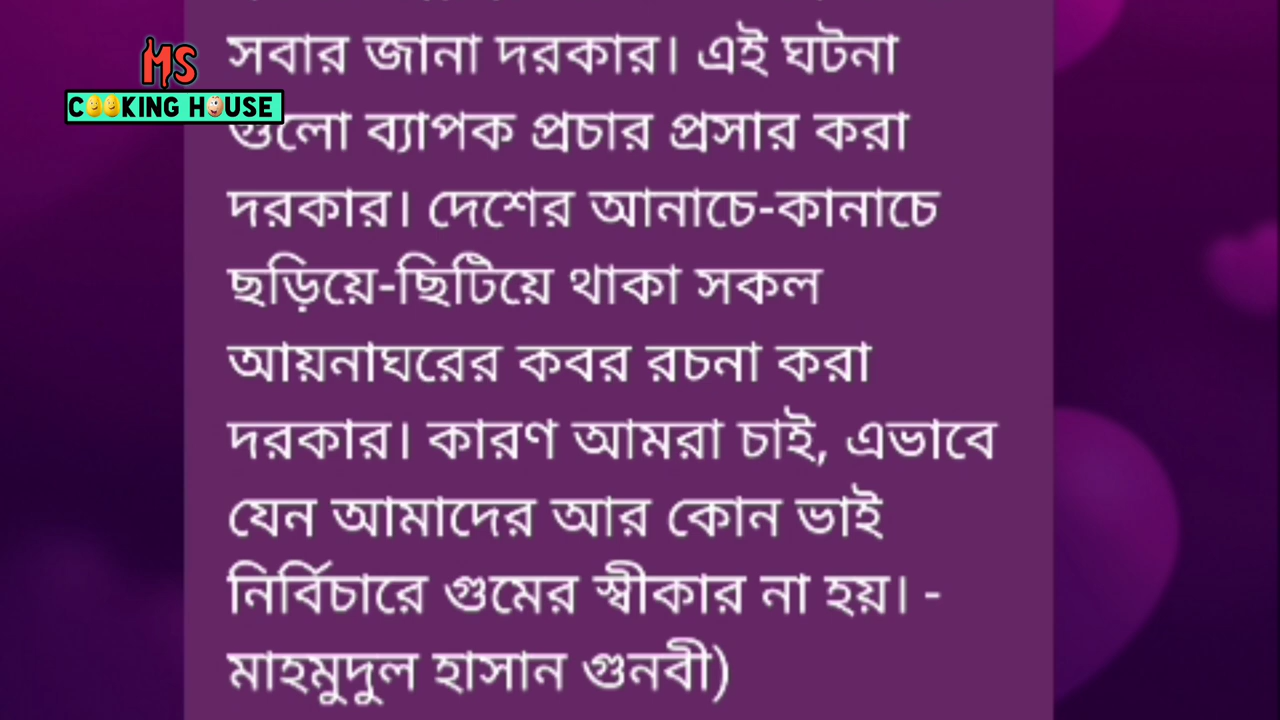 MS
COOKING HOUSE
সবার জানা দরকার। এই ঘটনা
গুলো ব্যাপক প্রচার প্রসার করা
দরকার। দেশের আনাচে-কানাচে
ছড়িয়ে-ছিটিয়ে থাকা সকল
আয়নাঘরের কবর রচনা করা
দরকার। কারণ আমরা চাই, এভাবে
যেন আমাদের আর কোন ভাই
নির্বিচারে গুমের স্বীকার না হয়। -
মাহমুদুল হাসান গুনবী)